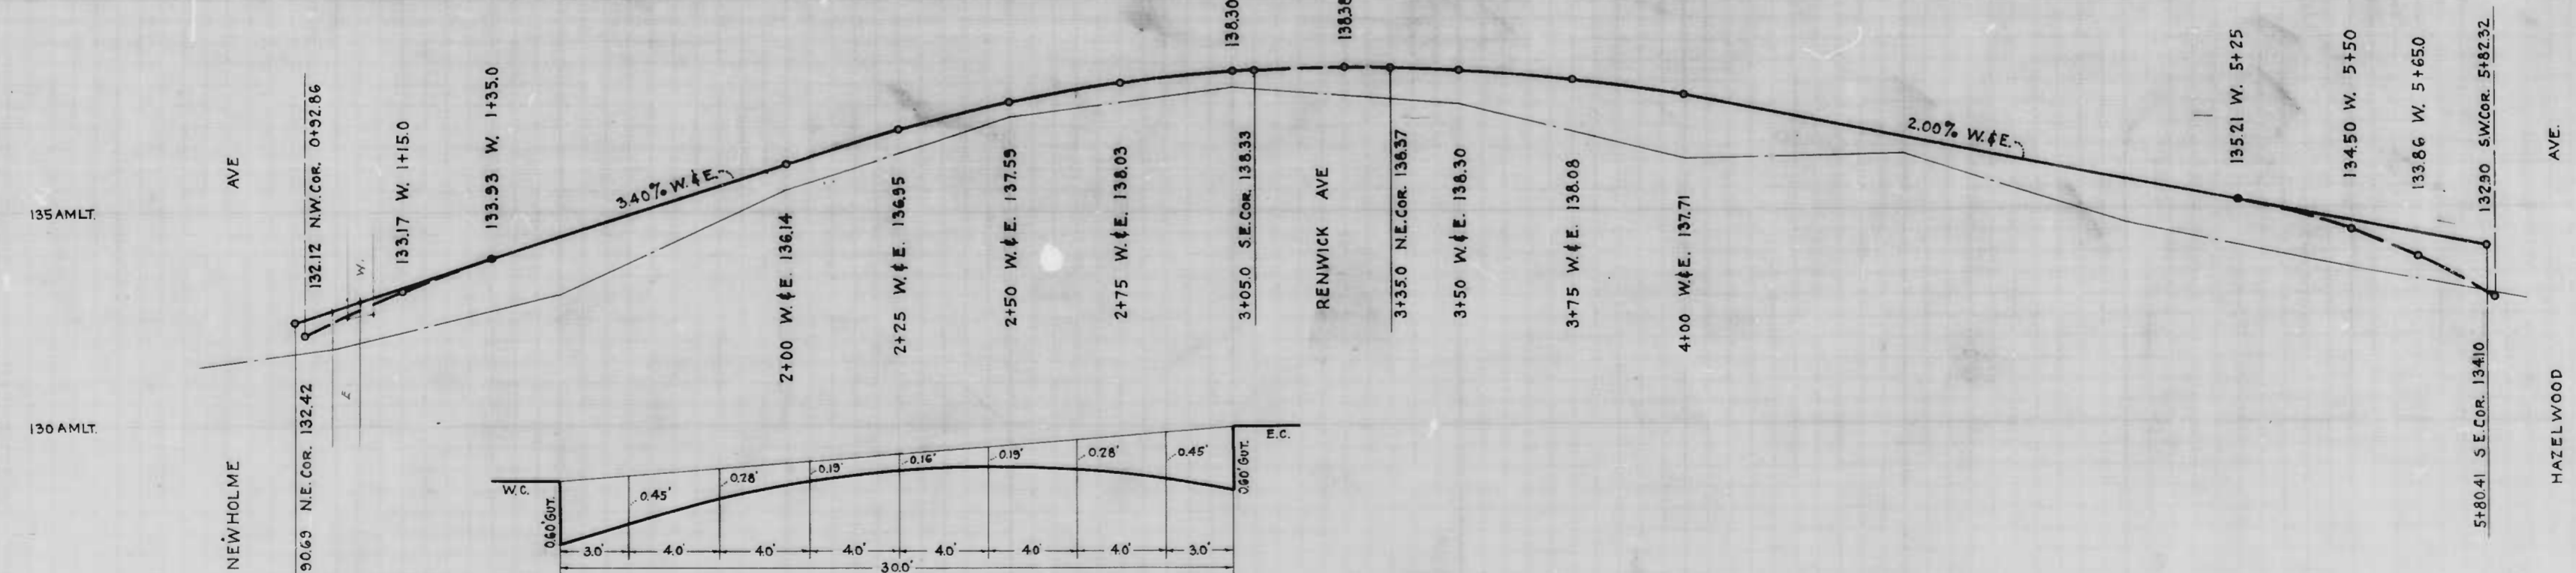 135 A.M.L.T.
130 A.M.L.T.
NEWHOLME AVE
90.69 N.E. COR. 132.42
132.12 N.W. COR. 0+92.86
W.
E
133.17 W. 1+15.0
133.93 W. 1+35.0
3.40% W. & E.
2+00 W. & E. 136.14
2+25 W. & E. 136.95
2+50 W. & E. 137.59
2+75 W. & E. 138.03
138.30
3+05.0 S.E. COR. 138.33
RENWICK AVE
138.38
3+35.0 N.E. COR. 138.37
3+50 W. & E. 138.30
3+75 W. & E. 138.08
4+00 W. & E. 137.71
2.00% W. & E.
135.21 W. 5+25
134.50 W. 5+50
133.86 W. 5+65.0
132.90 S.W. COR. 5+82.32
5+80.41 S.E. COR. 134.10
HAZELWOOD AVE.
W.C.
0.60' GUT.
0.45'
0.28'
0.19'
0.16'
0.19'
0.28'
0.45'
0.60' GUT.
E.C.
3.0' 4.0' 4.0' 4.0' 4.0' 4.0 4.0' 3.0'
30.0'